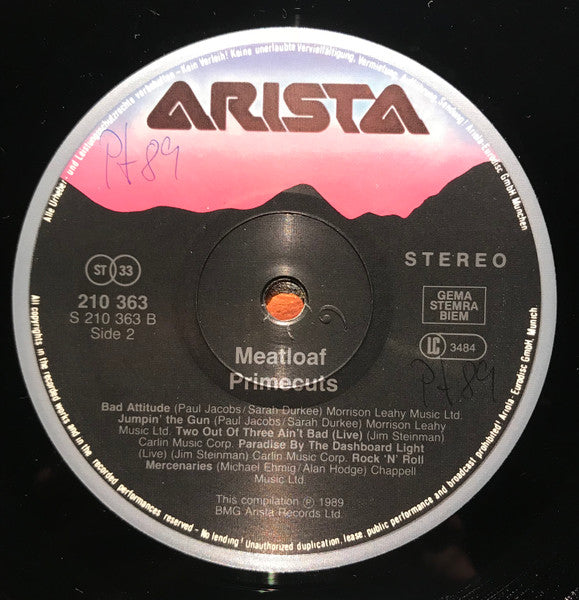 Alle Urheber- und Leistungsschutzrechte vorbehalten - Kein Verleih! Keine unerlaubte Vervielfältigung, Vermietung, Aufführung, Sendung! Ariola-Eurodisc GmbH München
ARISTA
Pf 89
STEREO
ST 33
210 363
S 210 363 B
Side 2
GEMA
STEMRA
BIEM
LC 3484
Pf 89
Meatloaf
Primecuts
Bad Attitude (Paul Jacobs/Sarah Durkee) Morrison Leahy Music Ltd.
Jumpin' the Gun (Paul Jacobs/Sarah Durkee) Morrison Leahy
Music Ltd. Two Out Of Three Ain't Bad (Live) (Jim Steinman)
Carlin Music Corp. Paradise By The Dashboard Light
(Live) (Jim Steinman) Carlin Music Corp. Rock 'N' Roll
Mercenaries (Michael Ehmig/Alan Hodge) Chappell
Music Ltd.
This compilation ℗ 1989
BMG Arista Records Ltd.
All copyrights in the recorded works and in the recorded performances reserved - No lending! Unauthorized duplication, lease, public performance and broadcast prohibited! Ariola-Eurodisc GmbH, Munich